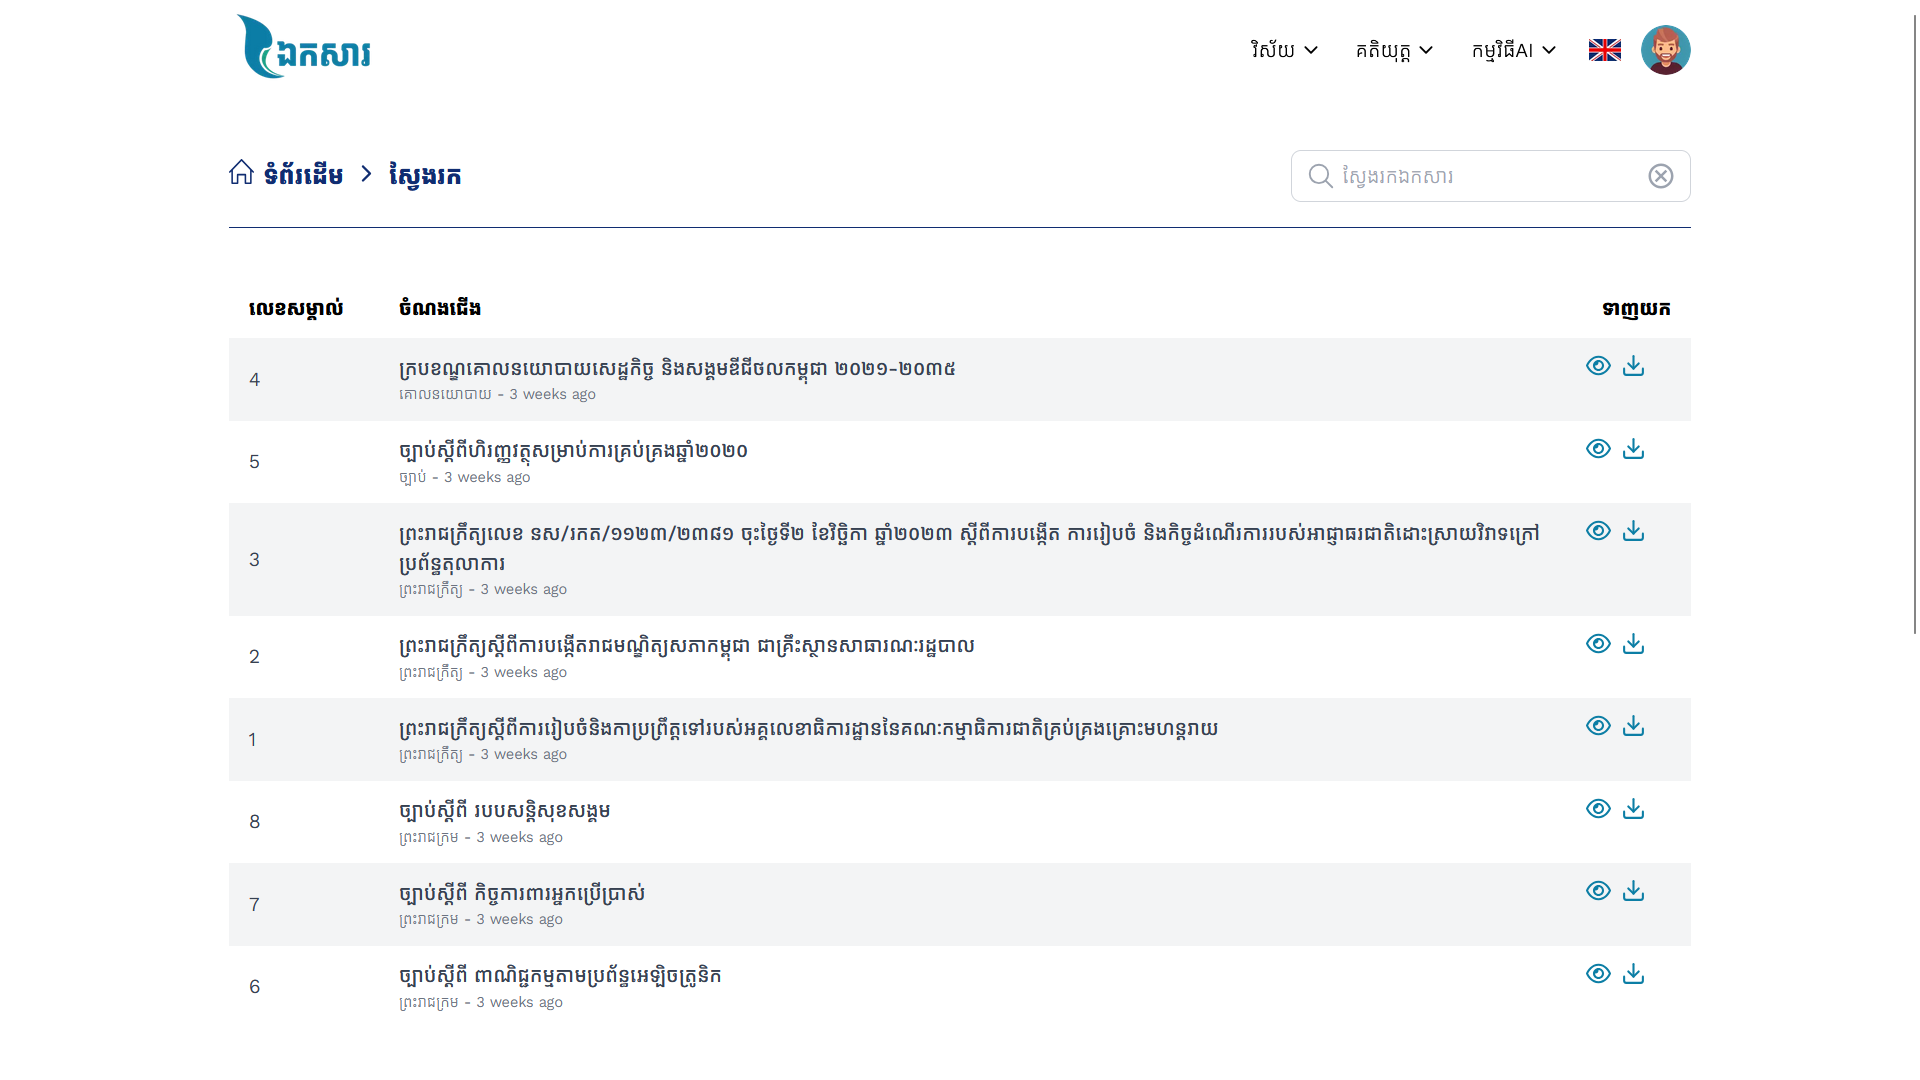 ឯកសារ
វិស័យ
គតិយុត្ត
កម្មវិធីAI
ទំព័រដើម > ស្វែងរក
ស្វែងរកឯកសារ
លេខសម្គាល់ ចំណងជើង ទាញយក
4 ក្របខណ្ឌគោលនយោបាយសេដ្ឋកិច្ច និងសង្គមឌីជីថលកម្ពុជា ២០២១-២០៣៥
គោលនយោបាយ - 3 weeks ago
5 ច្បាប់ស្តីពីហិរញ្ញវត្ថុសម្រាប់ការគ្រប់គ្រងឆ្នាំ២០២០
ច្បាប់ - 3 weeks ago
3 ព្រះរាជក្រឹត្យលេខ នស/រកត/១១២៣/២៣៨១ ចុះថ្ងៃទី២ ខែវិច្ឆិកា ឆ្នាំ២០២៣ ស្តីពីការបង្កើត ការរៀបចំ និងកិច្ចដំណើរការរបស់អាជ្ញាធរជាតិដោះស្រាយវិវាទក្រៅ
ប្រព័ន្ធតុលាការ
ព្រះរាជក្រឹត្យ - 3 weeks ago
2 ព្រះរាជក្រឹត្យស្តីពីការបង្កើតរាជមណ្ឌិត្យសភាកម្ពុជា ជាគ្រឹះស្ថានសាធារណៈរដ្ឋបាល
ព្រះរាជក្រឹត្យ - 3 weeks ago
1 ព្រះរាជក្រឹត្យស្តីពីការរៀបចំនិងកាប្រព្រឹត្តទៅរបស់អគ្គលេខាធិការដ្ឋាននៃគណៈកម្មាធិការជាតិគ្រប់គ្រងគ្រោះមហន្តរាយ
ព្រះរាជក្រឹត្យ - 3 weeks ago
8 ច្បាប់ស្តីពី របបសន្តិសុខសង្គម
ព្រះរាជក្រម - 3 weeks ago
7 ច្បាប់ស្តីពី កិច្ចការពារអ្នកប្រើប្រាស់
ព្រះរាជក្រម - 3 weeks ago
6 ច្បាប់ស្តីពី ពាណិជ្ជកម្មតាមប្រព័ន្ធអេឡិចត្រូនិក
ព្រះរាជក្រម - 3 weeks ago